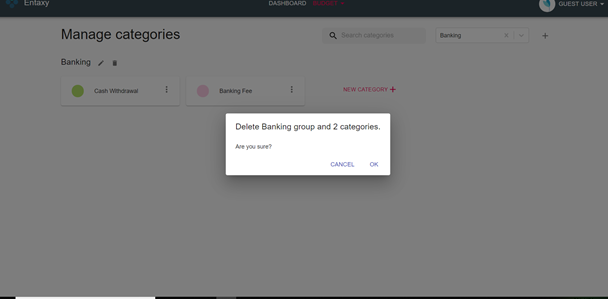 Entaxy
DASHBOARD BUDGET
GUEST USER
Manage categories
Search categories
Banking
Banking
Cash Withdrawal
Banking Fee
NEW CATEGORY +
Delete Banking group and 2 categories.
Are you sure?
CANCEL OK